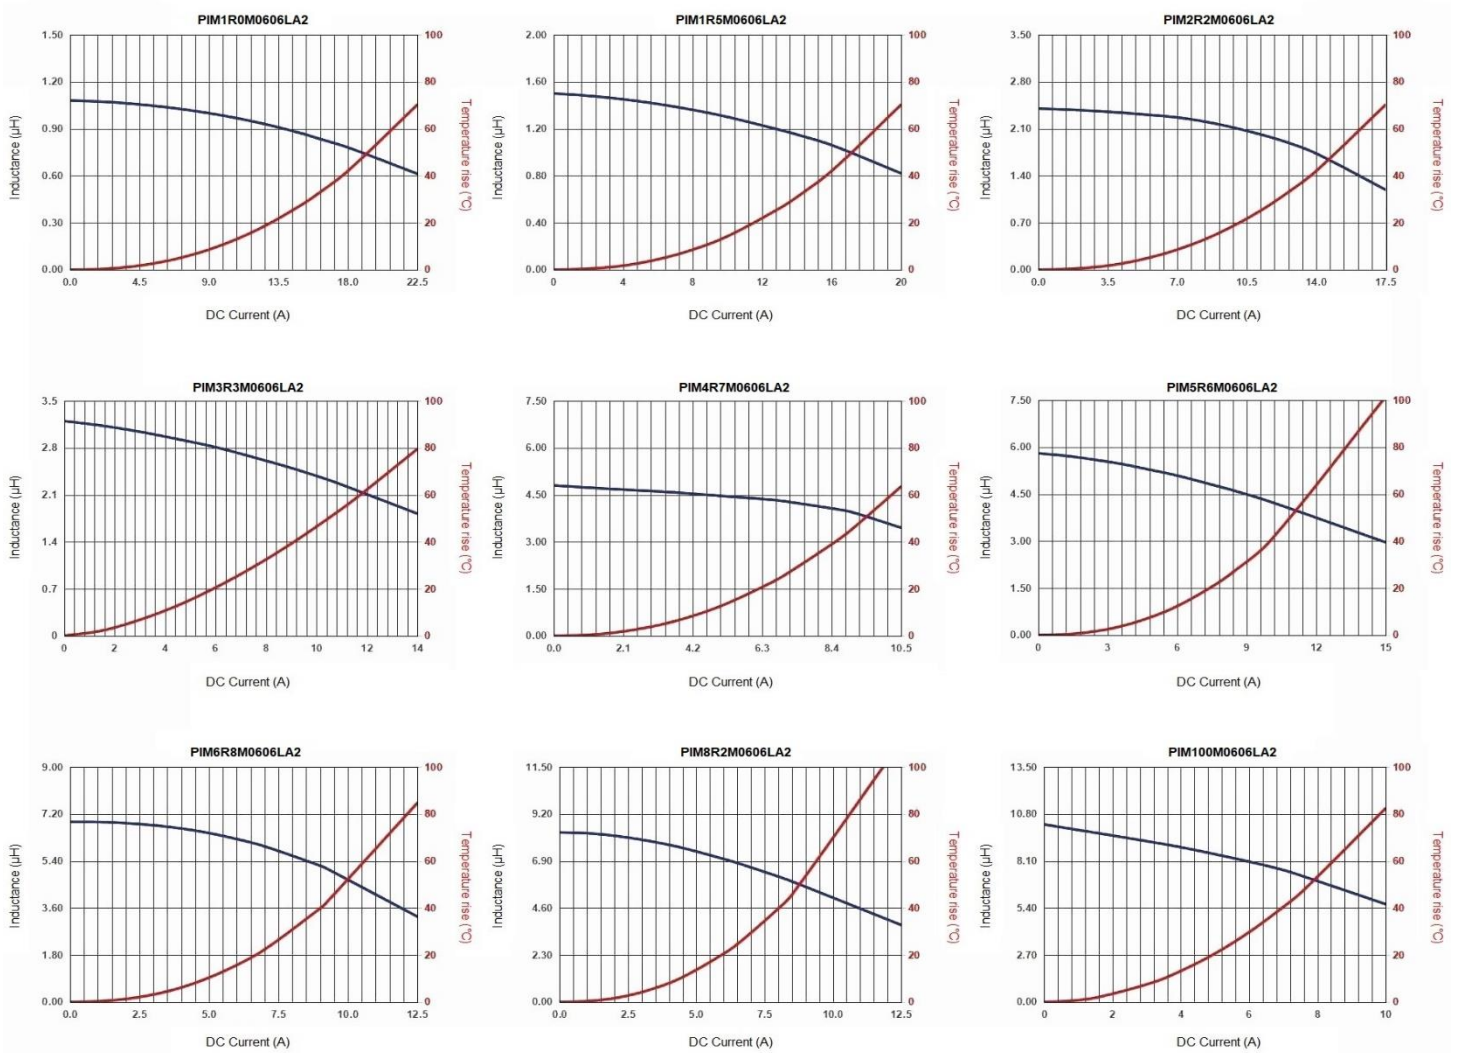 PIM1R0M0606LA2
1.50
1.20
0.90
0.60
0.30
0.00
Inductance (μH)
100
80
60
40
20
0
Temperature rise (℃)
0.0 4.5 9.0 13.5 18.0 22.5
DC Current (A)
PIM1R5M0606LA2
2.00
1.60
1.20
0.80
0.40
0.00
Inductance (μH)
100
80
60
40
20
0
Temperature rise (℃)
0 4 8 12 16 20
DC Current (A)
PIM2R2M0606LA2
3.50
2.80
2.10
1.40
0.70
0.00
Inductance (μH)
100
80
60
40
20
0
Temperature rise (℃)
0.0 3.5 7.0 10.5 14.0 17.5
DC Current (A)
PIM3R3M0606LA2
3.5
2.8
2.1
1.4
0.7
0
Inductance (μH)
100
80
60
40
20
0
Temperature rise (℃)
0 2 4 6 8 10 12 14
DC Current (A)
PIM4R7M0606LA2
7.50
6.00
4.50
3.00
1.50
0.00
Inductance (μH)
100
80
60
40
20
0
Temperature rise (℃)
0.0 2.1 4.2 6.3 8.4 10.5
DC Current (A)
PIM5R6M0606LA2
7.50
6.00
4.50
3.00
1.50
0.00
Inductance (μH)
100
80
60
40
20
0
Temperature rise (℃)
0 3 6 9 12 15
DC Current (A)
PIM6R8M0606LA2
9.00
7.20
5.40
3.60
1.80
0.00
Inductance (μH)
100
80
60
40
20
0
Temperature rise (℃)
0.0 2.5 5.0 7.5 10.0 12.5
DC Current (A)
PIM8R2M0606LA2
11.50
9.20
6.90
4.60
2.30
0.00
Inductance (μH)
100
80
60
40
20
0
Temperature rise (℃)
0.0 2.5 5.0 7.5 10.0 12.5
DC Current (A)
PIM100M0606LA2
13.50
10.80
8.10
5.40
2.70
0.00
Inductance (μH)
100
80
60
40
20
0
Temperature rise (℃)
0 2 4 6 8 10
DC Current (A)